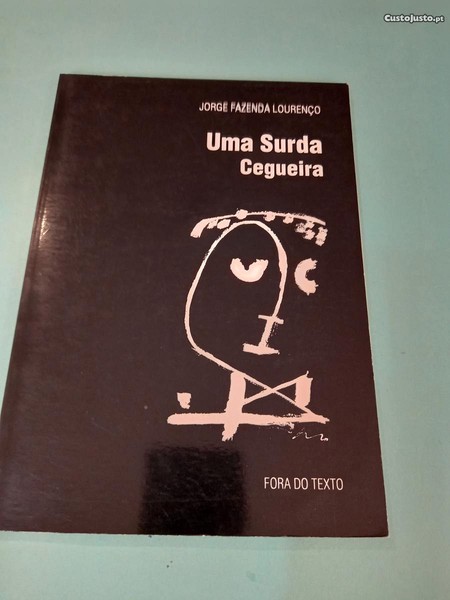 CustoJusto.pt
JORGE FAZENDA LOURENÇO
Uma Surda
Cegueira
FORA DO TEXTO